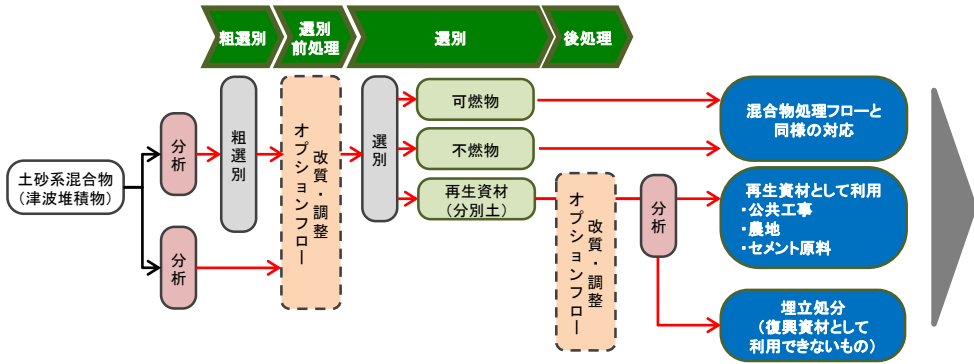 粗選別
選別
前処理
選別
後処理
土砂系混合物
(津波堆積物)
分析
分析
粗選別
改質・調整
オプションフロー
選別
可燃物
不燃物
再生資材
(分別土)
改質・調整
オプションフロー
分析
混合物処理フローと
同様の対応
再生資材として利用
・公共工事
・農地
・セメント原料
埋立処分
(復興資材として
利用できないもの)